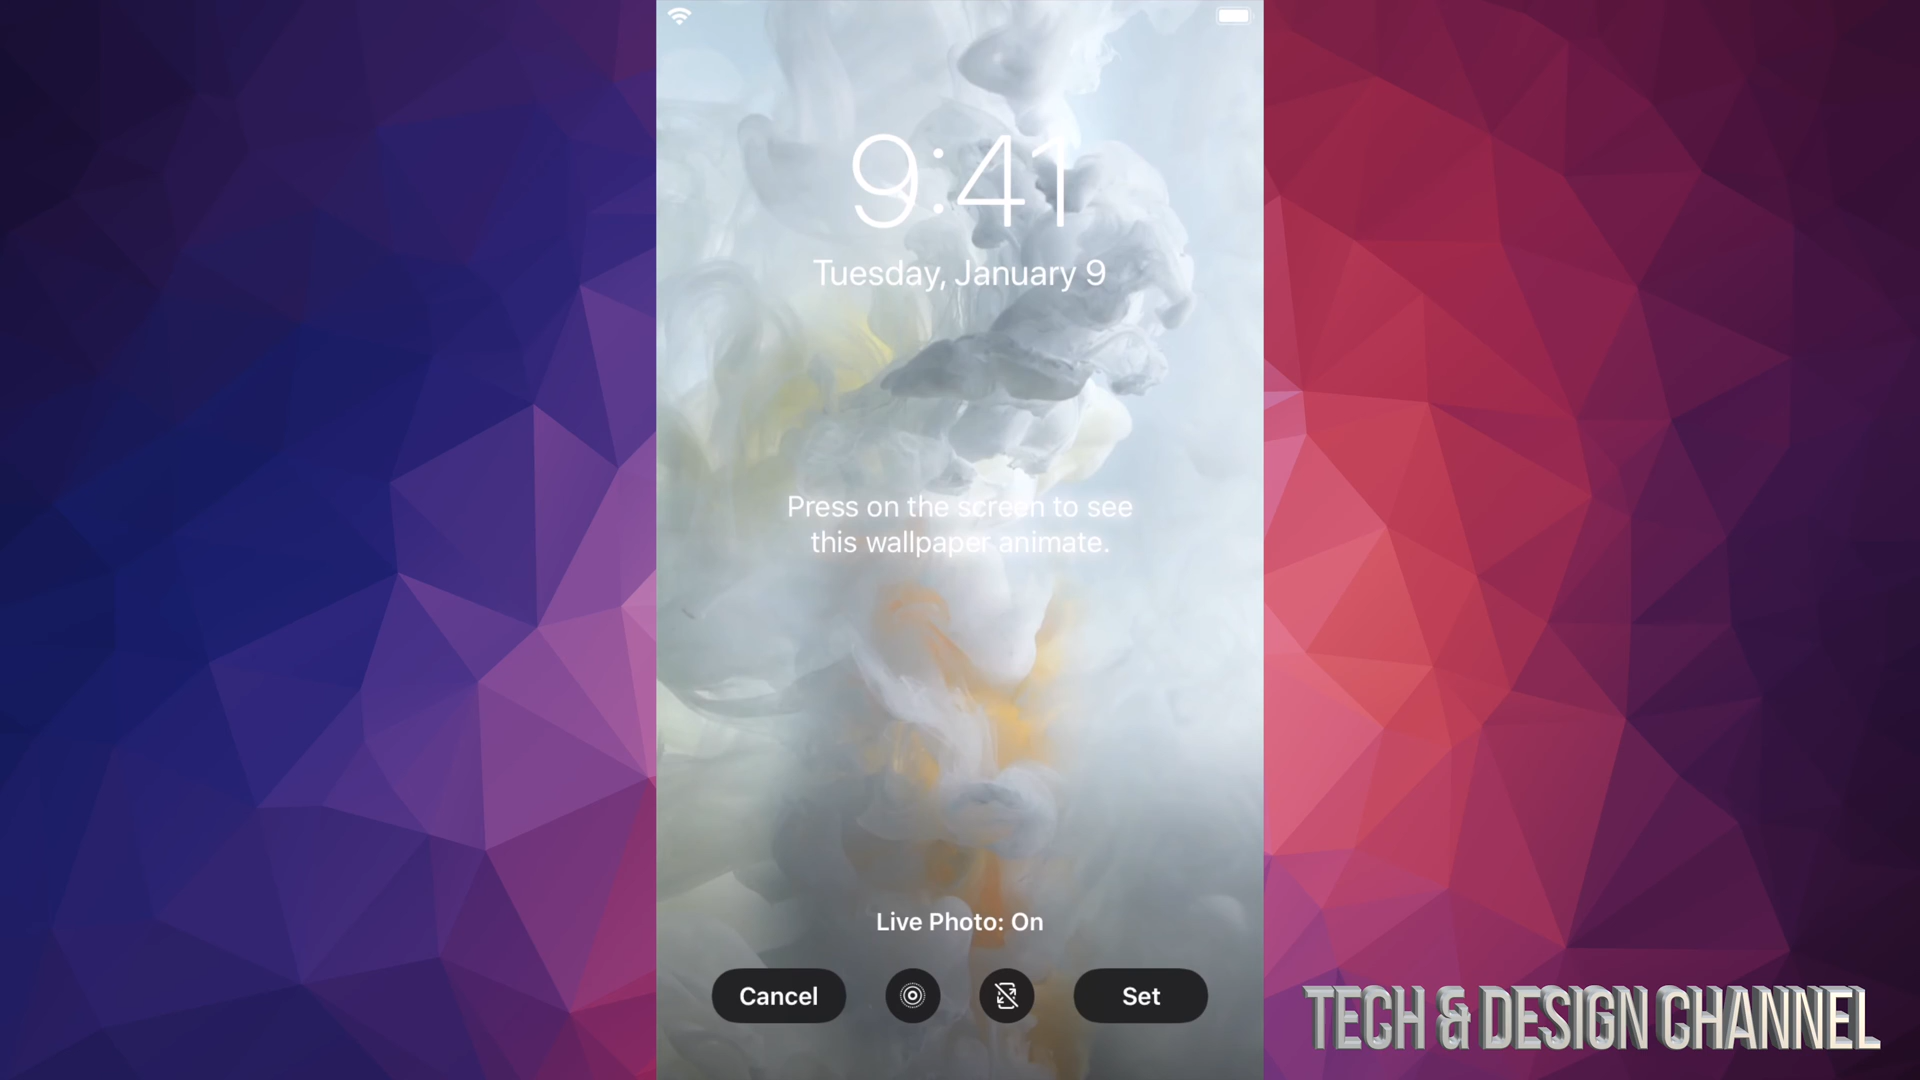 9:41
Tuesday, January 9
Press on the screen to see
this wallpaper animate.
Live Photo: On
Cancel
Set
TECH & DESIGN CHANNEL